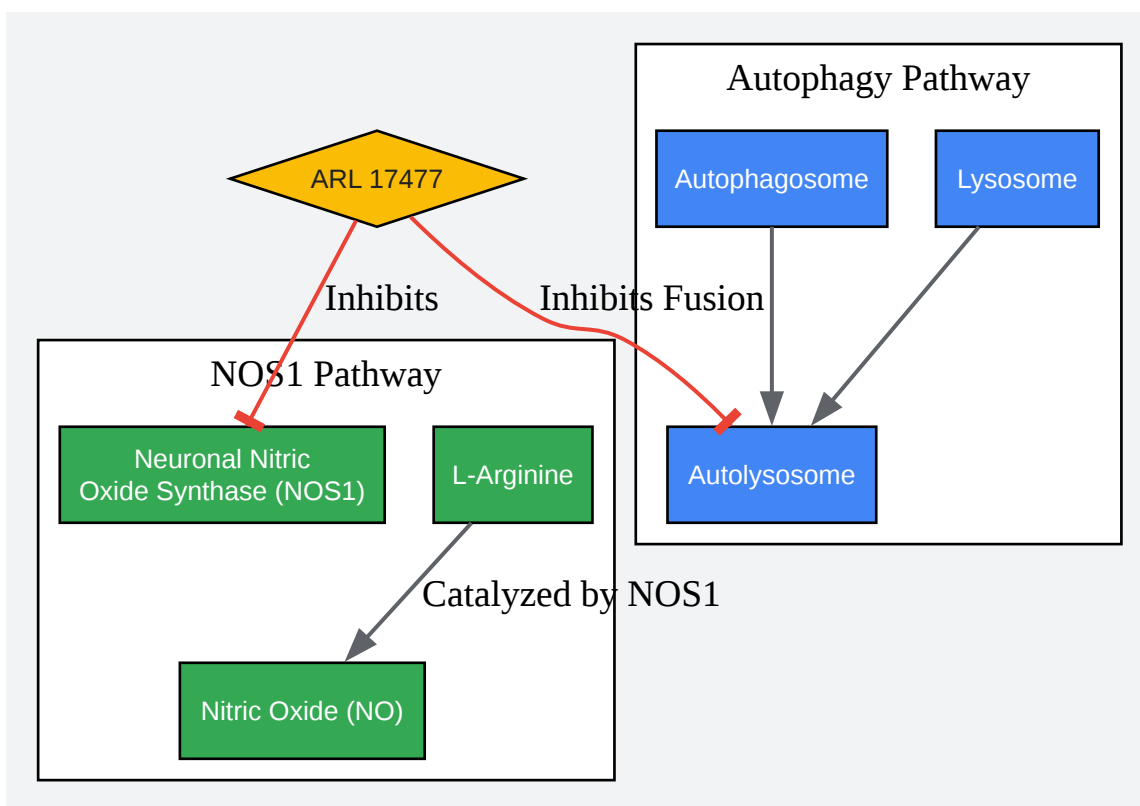 Autophagy Pathway
ARL 17477
Autophagosome
Lysosome
Inhibits
Inhibits Fusion
NOS1 Pathway
Neuronal Nitric
Oxide Synthase (NOS1)
L-Arginine
Autolysosome
Catalyzed by NOS1
Nitric Oxide (NO)